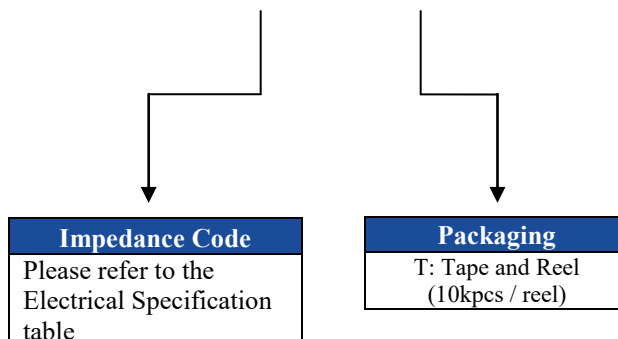 Impedance Code
Please refer to the
Electrical Specification
table
Packaging
T: Tape and Reel
(10kpcs / reel)